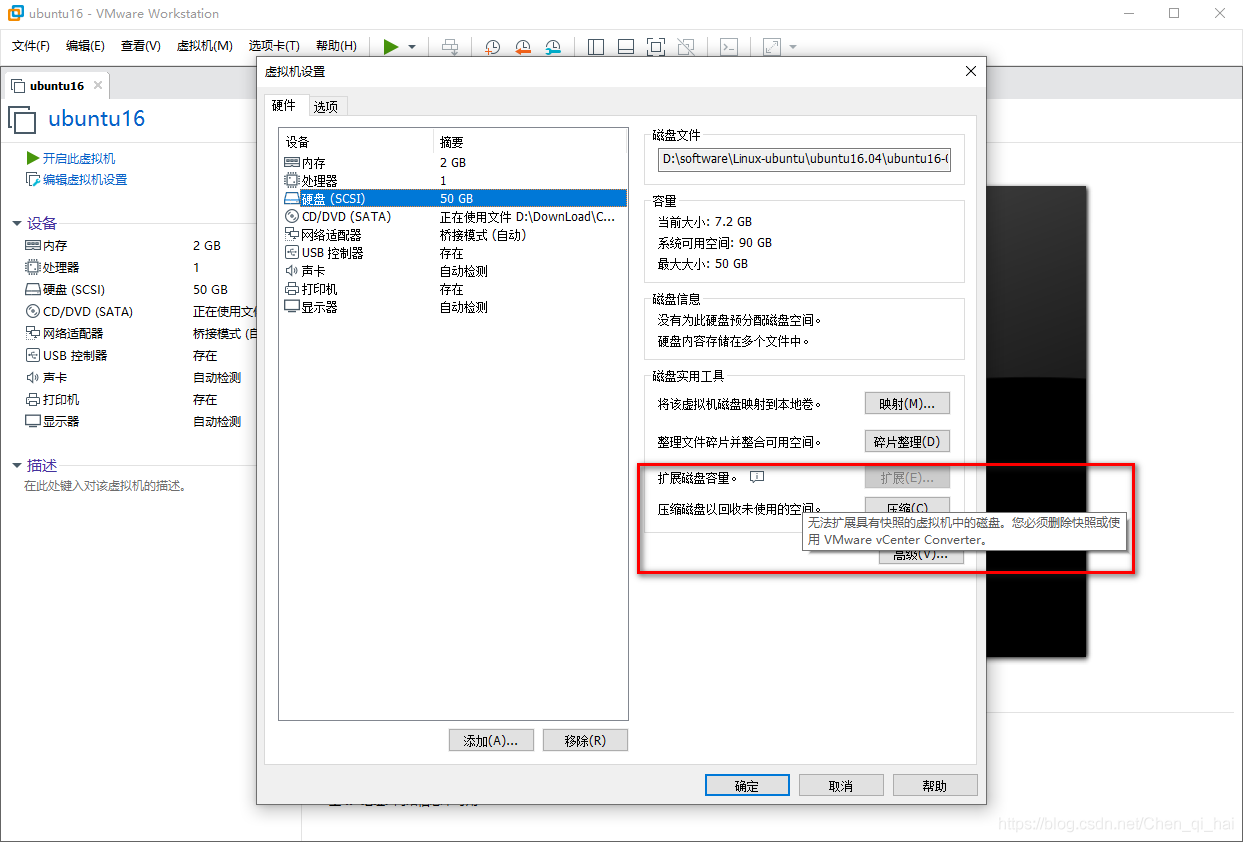 ubuntu16 - VMware Workstation
文件(F) 编辑(E) 查看(V) 虚拟机(M) 选项卡(T) 帮助(H)
ubuntu16
ubuntu16
开启此虚拟机
编辑虚拟机设置
设备
内存 2 GB
处理器 1
硬盘 (SCSI) 50 GB
CD/DVD (SATA) 正在使用文
网络适配器 桥接模式 (自
USB 控制器 存在
声卡 自动检测
打印机 存在
显示器 自动检测
描述
在此处键入对该虚拟机的描述。
虚拟机设置
硬件 选项
设备 摘要
内存 2 GB
处理器 1
硬盘 (SCSI) 50 GB
CD/DVD (SATA) 正在使用文件 D:\DownLoad\C...
网络适配器 桥接模式 (自动)
USB 控制器 存在
声卡 自动检测
打印机 存在
显示器 自动检测
添加(A)... 移除(R)
磁盘文件
D:\software\Linux-ubuntu\ubuntu16.04\ubuntu16-0
容量
当前大小: 7.2 GB
系统可用空间: 90 GB
最大大小: 50 GB
磁盘信息
没有为此硬盘预分配磁盘空间。
硬盘内容存储在多个文件中。
磁盘实用工具
将该虚拟机磁盘映射到本地卷。 映射(M)...
整理文件碎片并整合可用空间。 碎片整理(D)
扩展磁盘容量。 扩展(E)...
压缩磁盘以回收未使用的空间。 压缩(C)
无法扩展具有快照的虚拟机中的磁盘。您必须删除快照或使
用 VMware vCenter Converter。
高级(V)...
确定 取消 帮助
https://blog.csdn.net/Chen_qi_hai